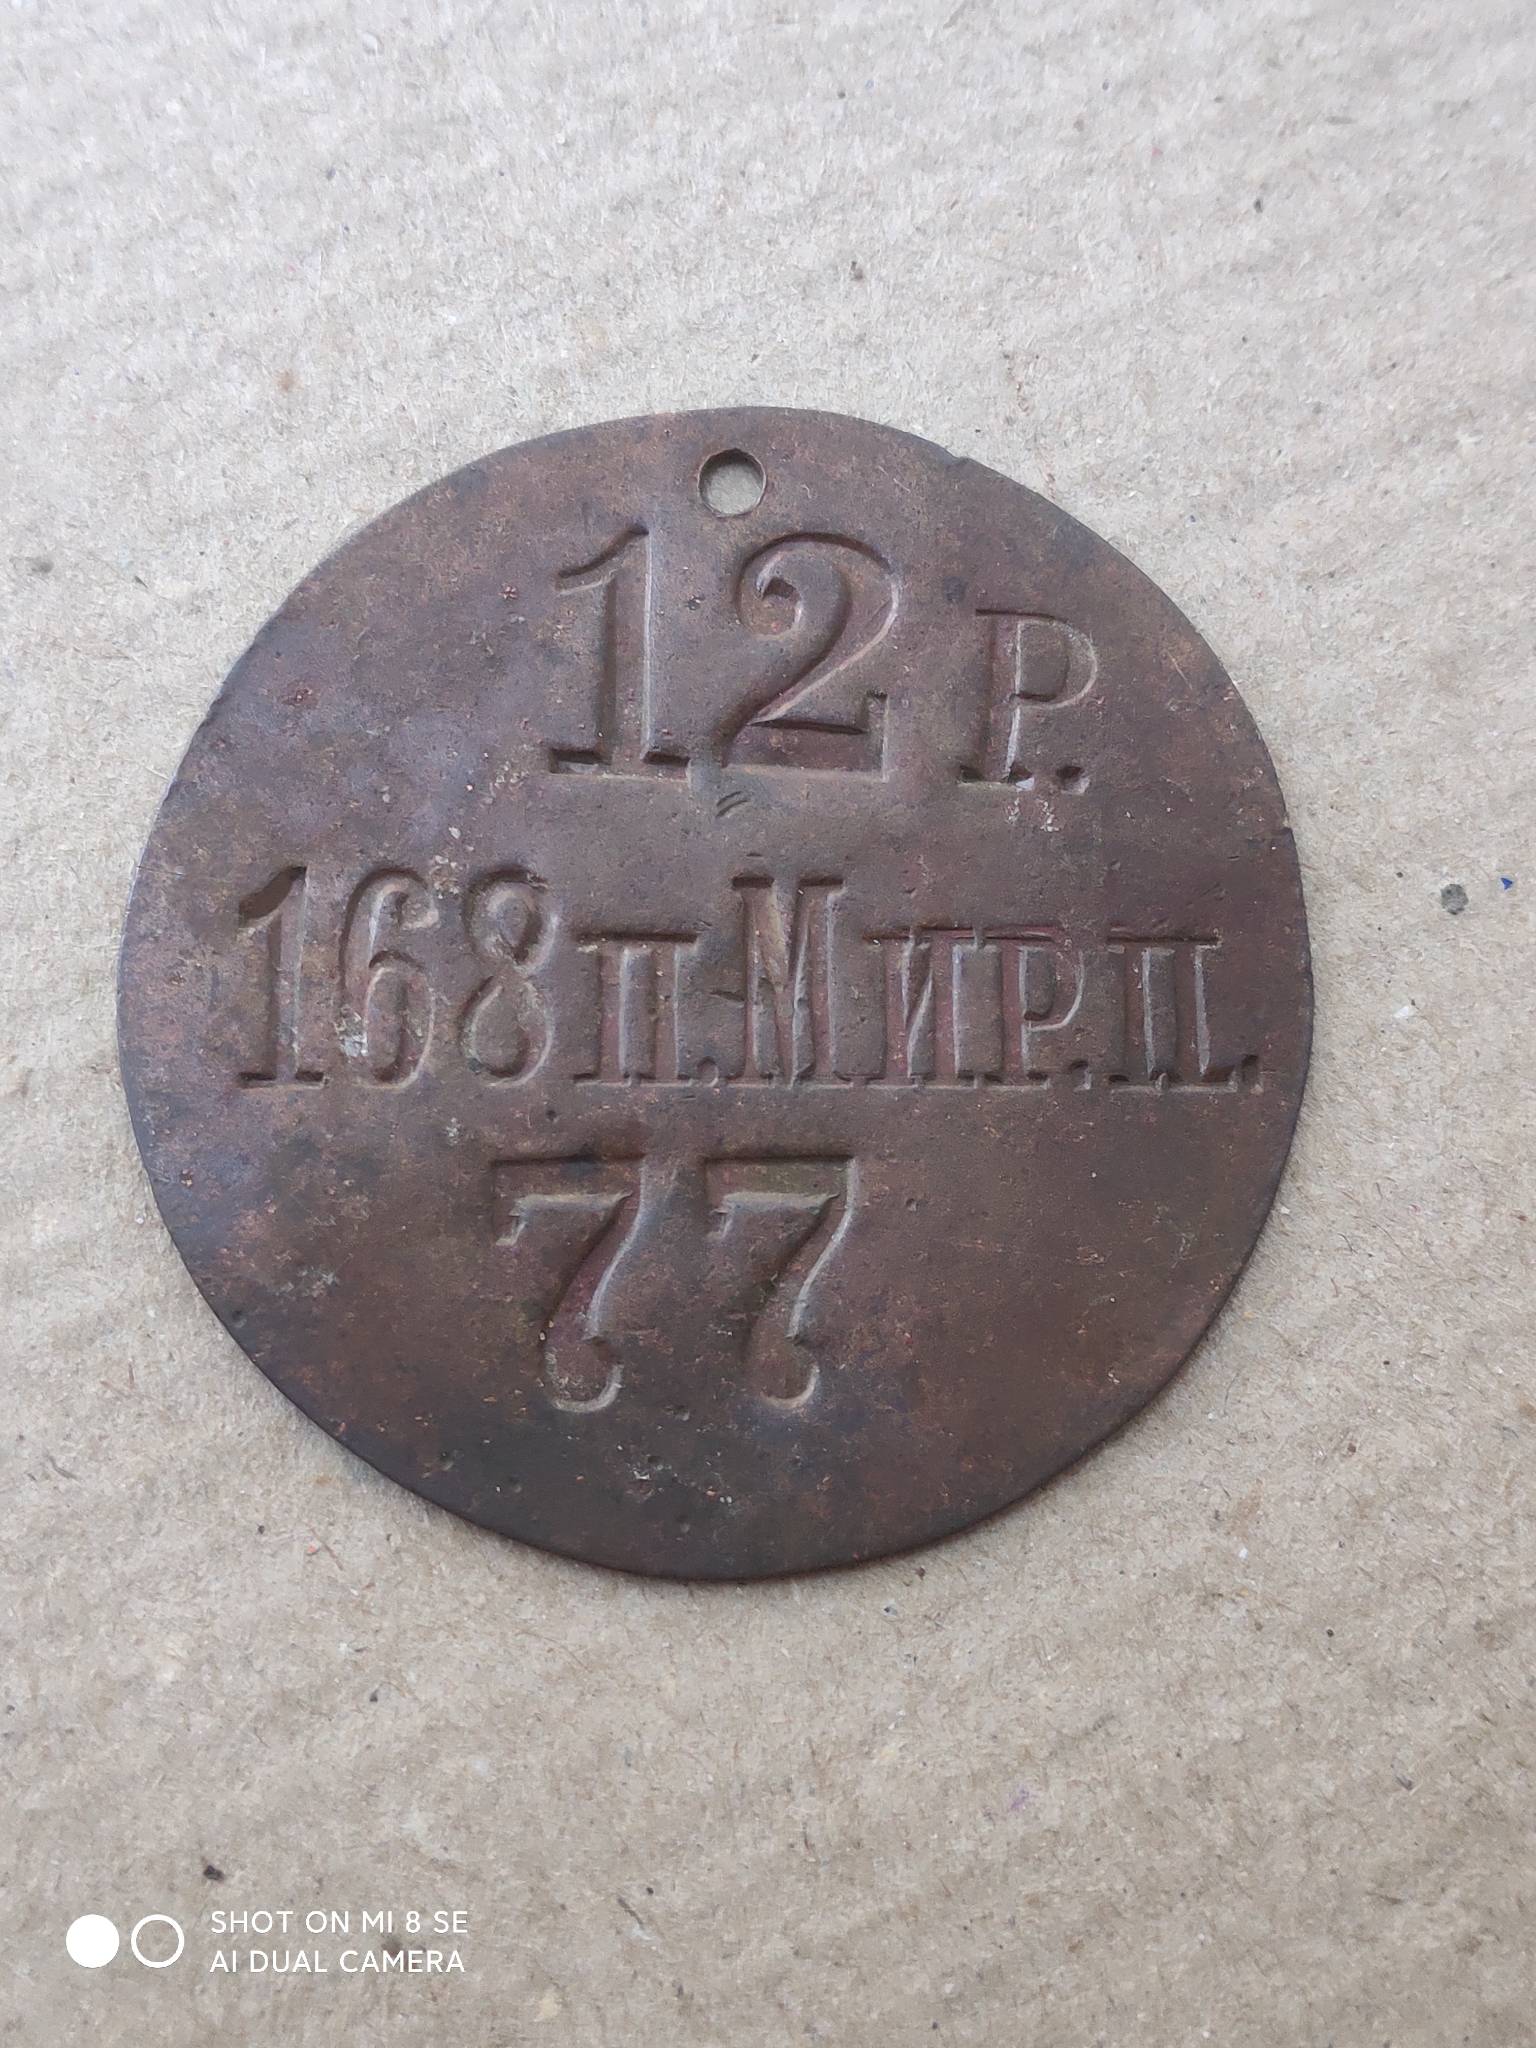 12 Р.
168 п. Мир. п.
77
SHOT ON MI 8 SE
AI DUAL CAMERA